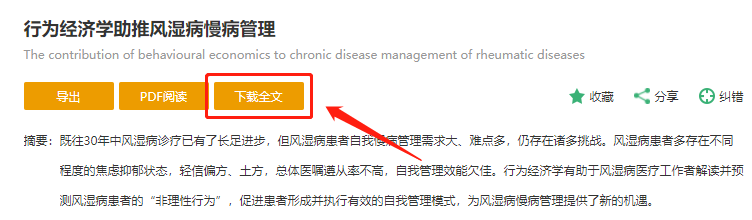 行为经济学助推风湿病慢病管理
The contribution of behavioural economics to chronic disease management of rheumatic diseases
导出 PDF阅读 下载全文 收藏 分享 纠错
摘要：既往30年中风湿病诊疗已有了长足进步，但风湿病患者自我慢病管理需求大、难点多，仍存在诸多挑战。风湿病患者多存在不同
程度的焦虑抑郁状态，轻信偏方、土方，总体医嘱遵从率不高，自我管理效能欠佳。行为经济学有助于风湿病医疗工作者解读并预
测风湿病患者的“非理性行为”，促进患者形成并执行有效的自我管理模式，为风湿病慢病管理提供了新的机遇。